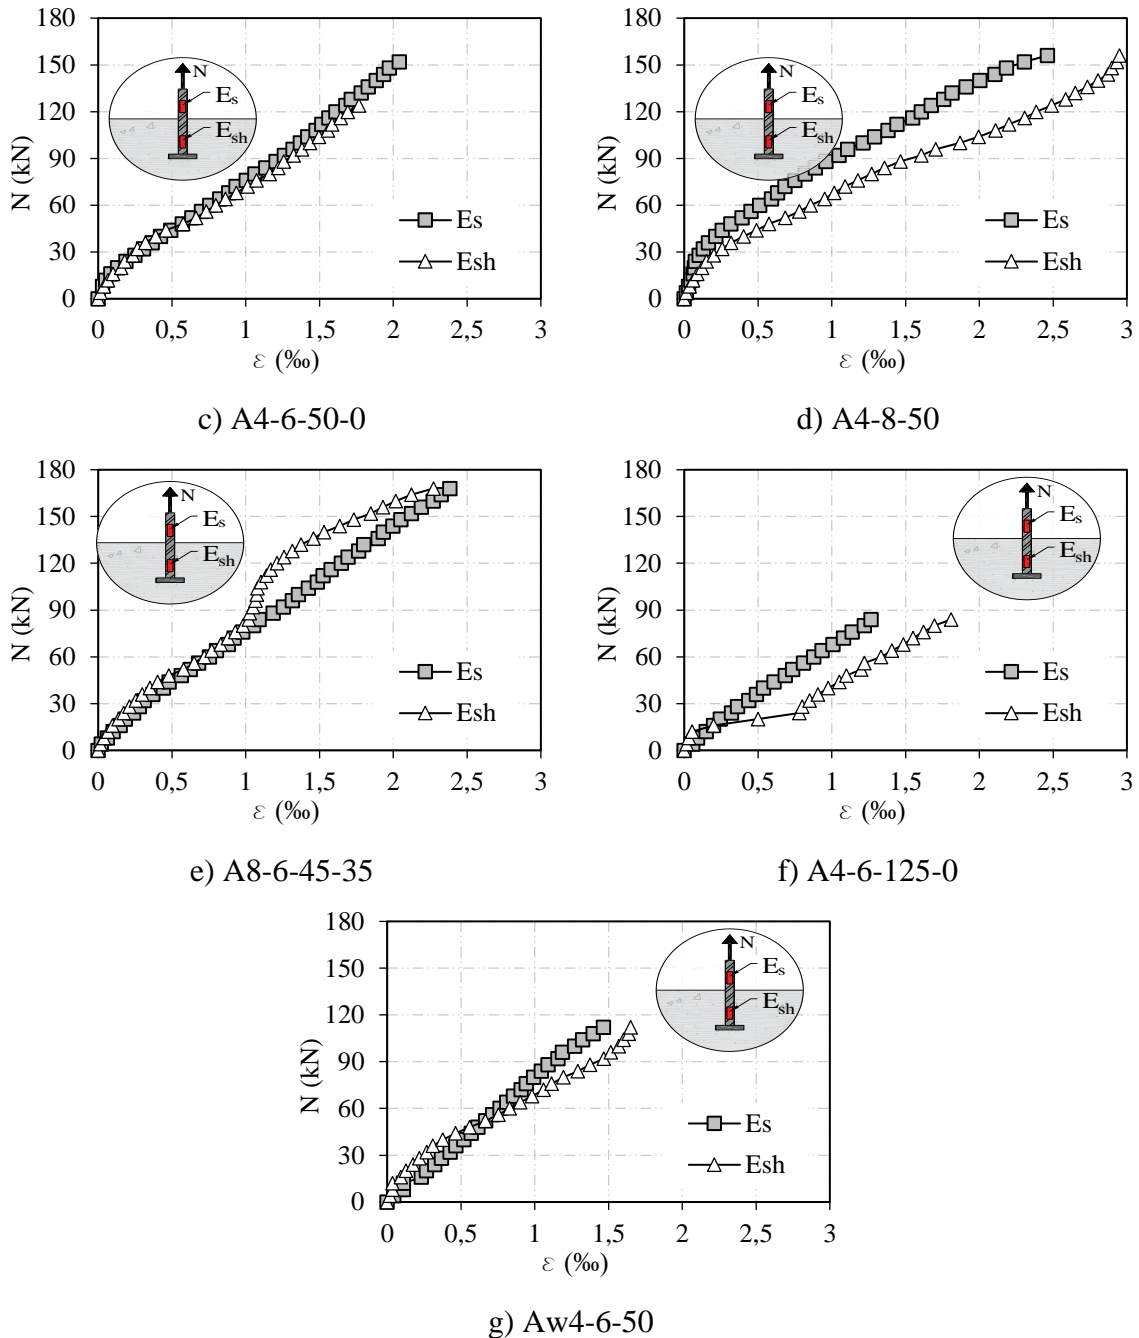 180
150
120
90
60
30
0
N (kN)
N
Es
Esh
Es
Esh
0 0,5 1 1,5 2 2,5 3
ε (‰)
c) A4-6-50-0
180
150
120
90
60
30
0
N (kN)
N
Es
Esh
Es
Esh
0 0,5 1 1,5 2 2,5 3
ε (‰)
d) A4-8-50
180
150
120
90
60
30
0
N (kN)
N
Es
Esh
Es
Esh
0 0,5 1 1,5 2 2,5 3
ε (‰)
e) A8-6-45-35
180
150
120
90
60
30
0
N (kN)
N
Es
Esh
Es
Esh
0 0,5 1 1,5 2 2,5 3
ε (‰)
f) A4-6-125-0
180
150
120
90
60
30
0
N (kN)
N
Es
Esh
Es
Esh
0 0,5 1 1,5 2 2,5 3
ε (‰)
g) Aw4-6-50